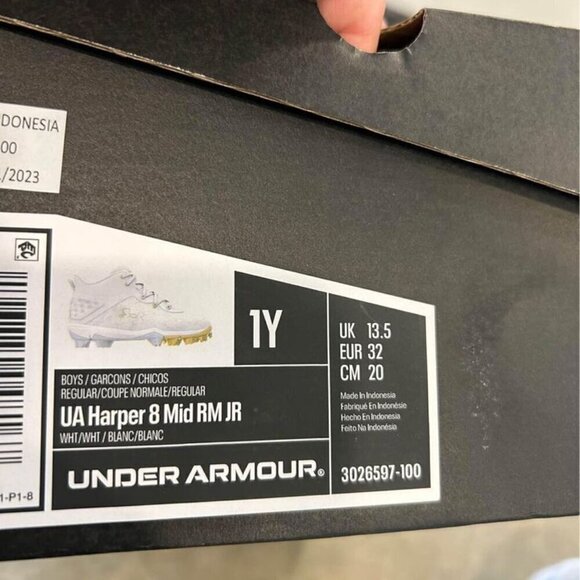 INDONESIA
00
/2023
1Y
UK 13.5
EUR 32
CM 20
BOYS / GARCONS / CHICOS
REGULAR/COUPE NORMALE/REGULAR
UA Harper 8 Mid RM JR
WHT/WHT / BLANC/BLANC
Made In Indonesia
Fabriqué En Indonésie
Hecho En Indonesia
Feito Na Indonésia
UNDER ARMOUR®
3026597-100
1-P1-8